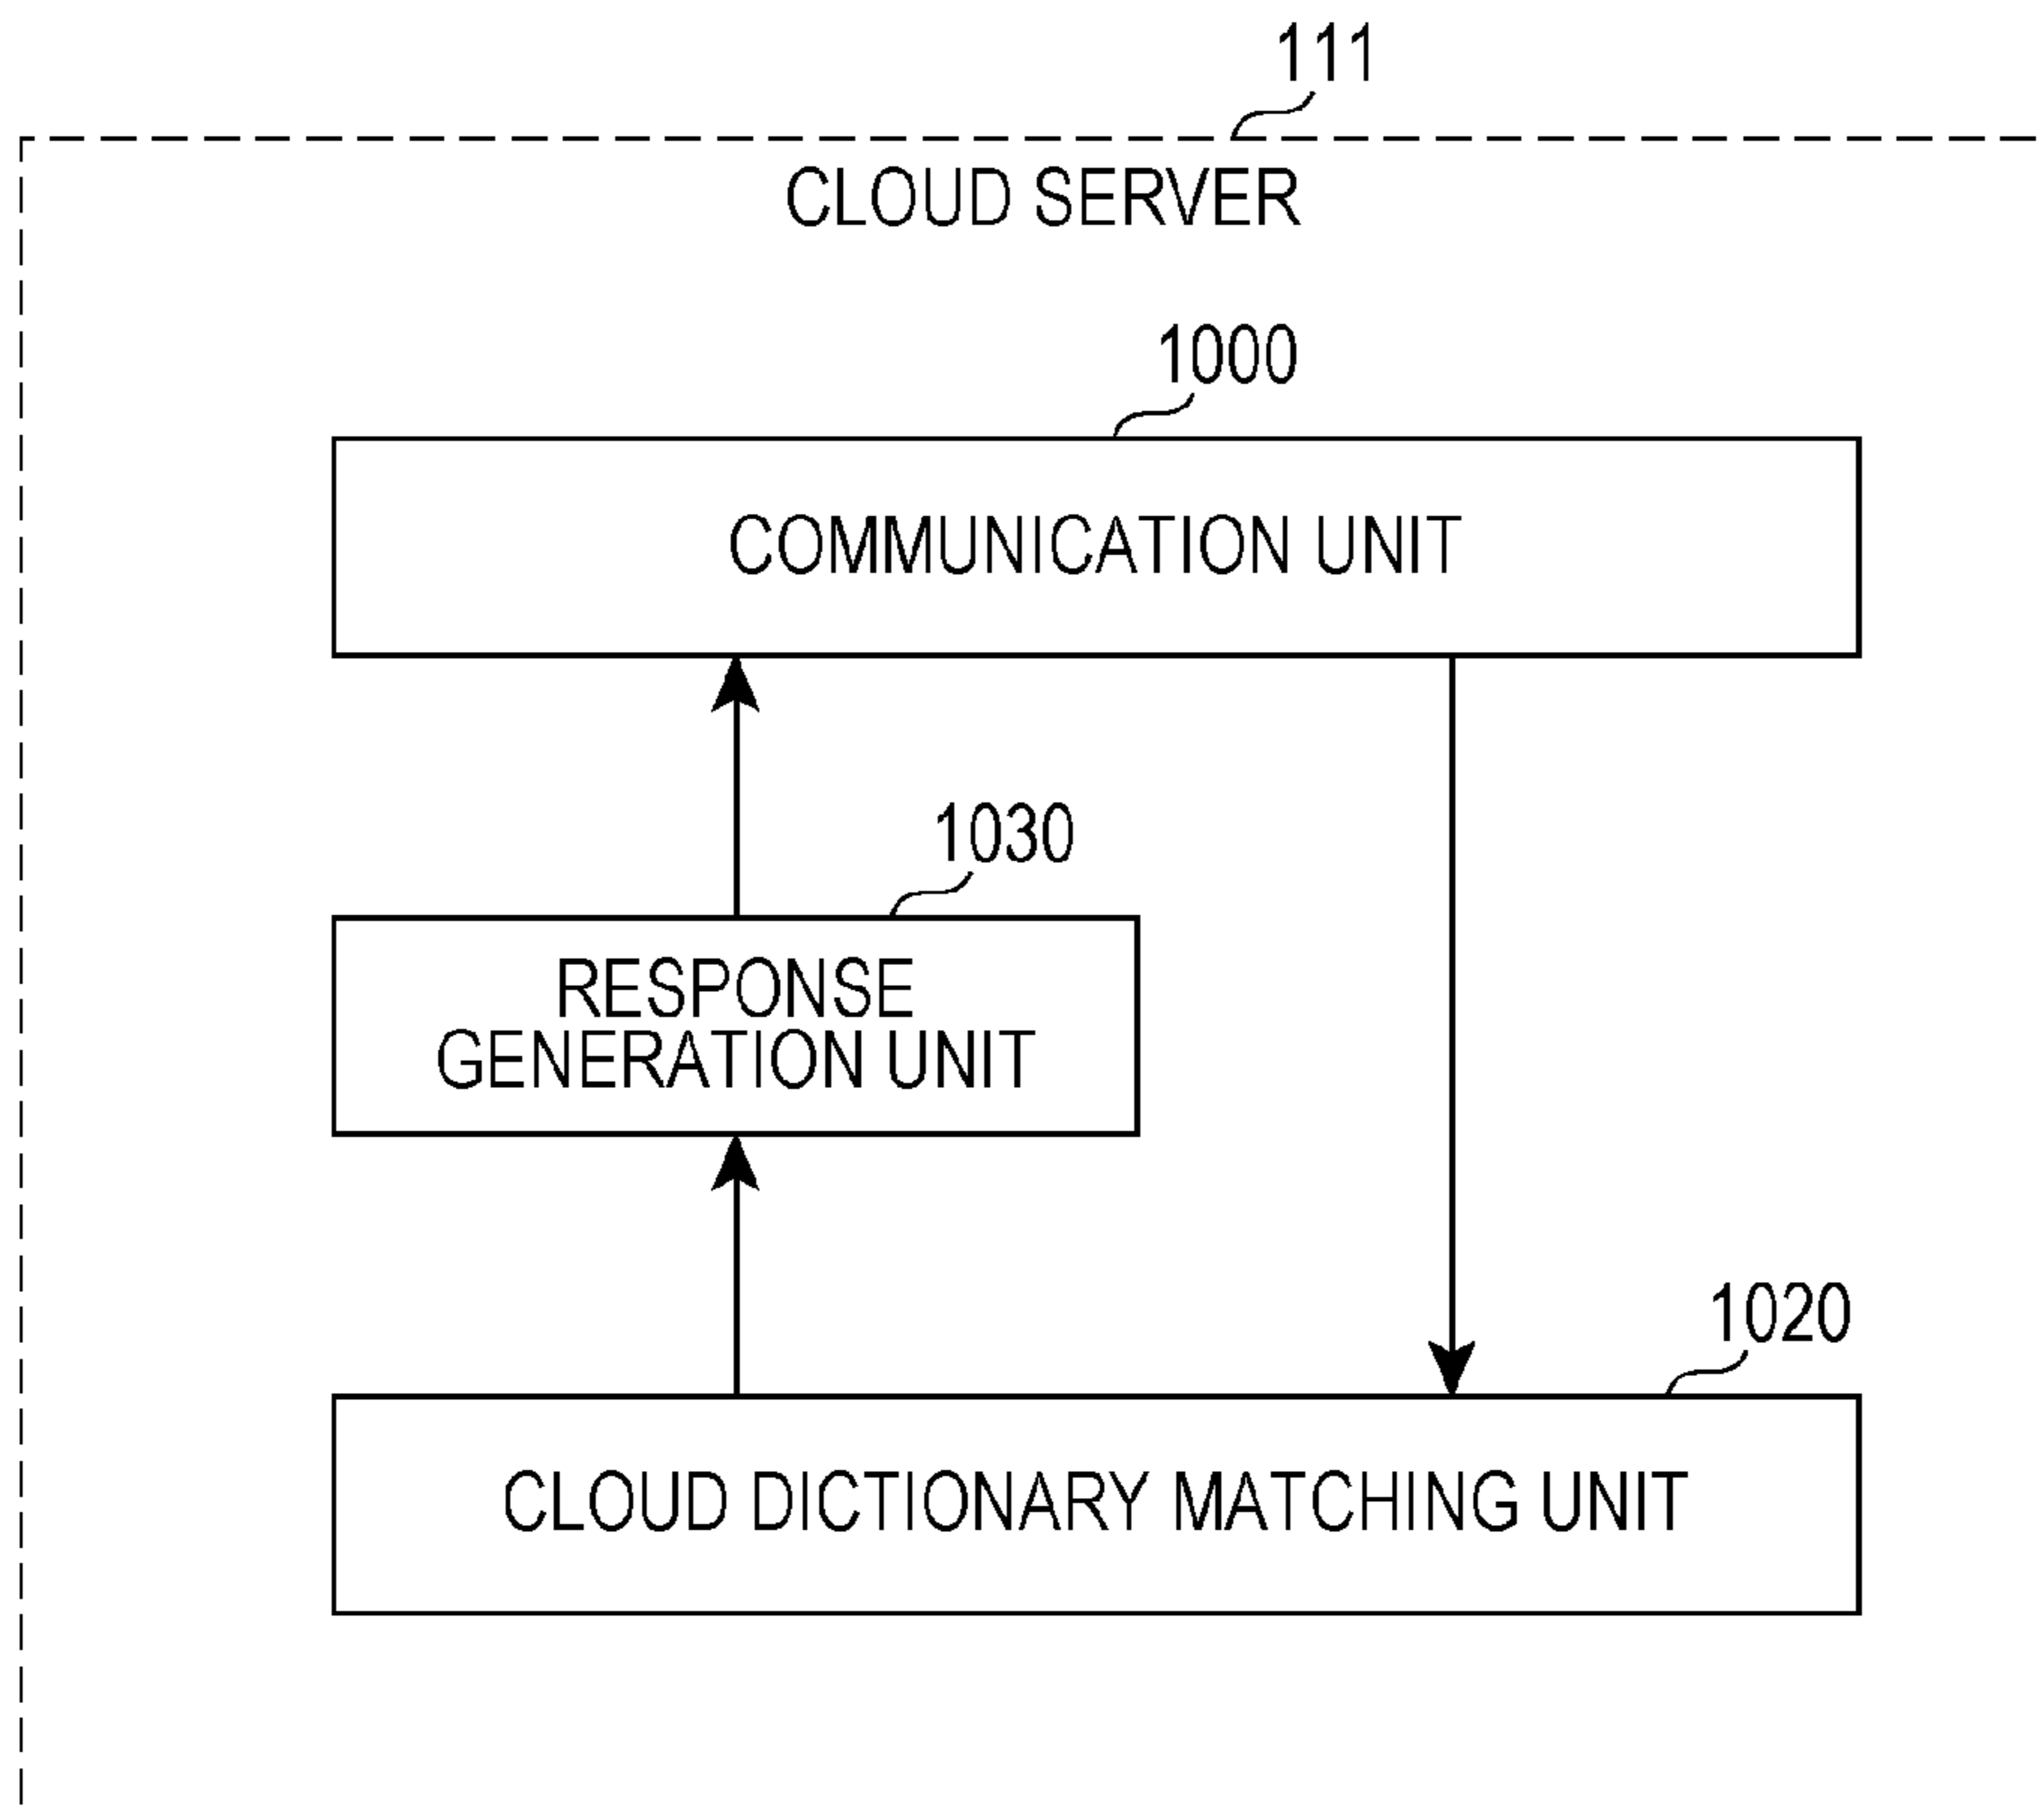 111
CLOUD SERVER
1000
COMMUNICATION UNIT
1030
RESPONSE
GENERATION UNIT
1020
CLOUD DICTIONARY MATCHING UNIT